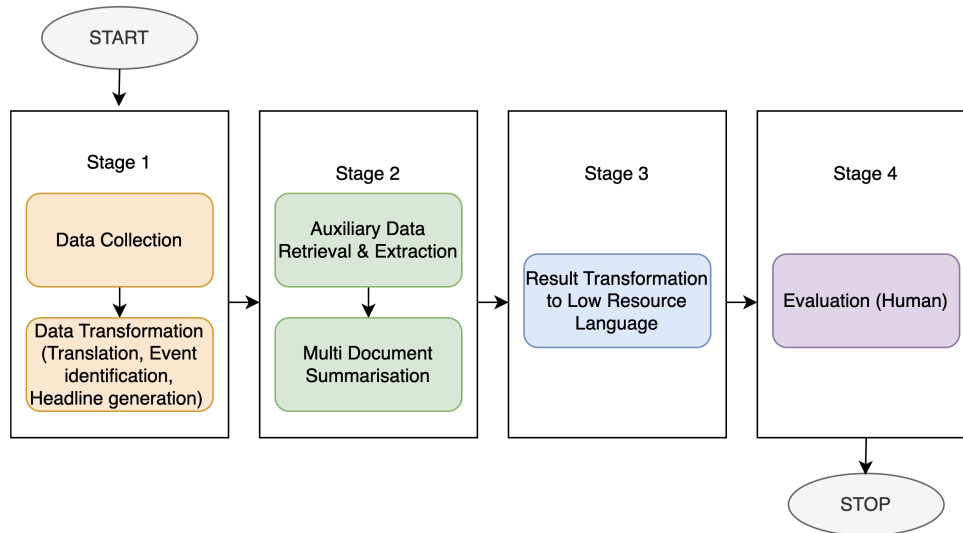 START
Stage 1
Data Collection
Data Transformation
(Translation, Event
identification,
Headline generation)
Stage 2
Auxiliary Data
Retrieval & Extraction
Multi Document
Summarisation
Stage 3
Result Transformation
to Low Resource
Language
Stage 4
Evaluation (Human)
STOP